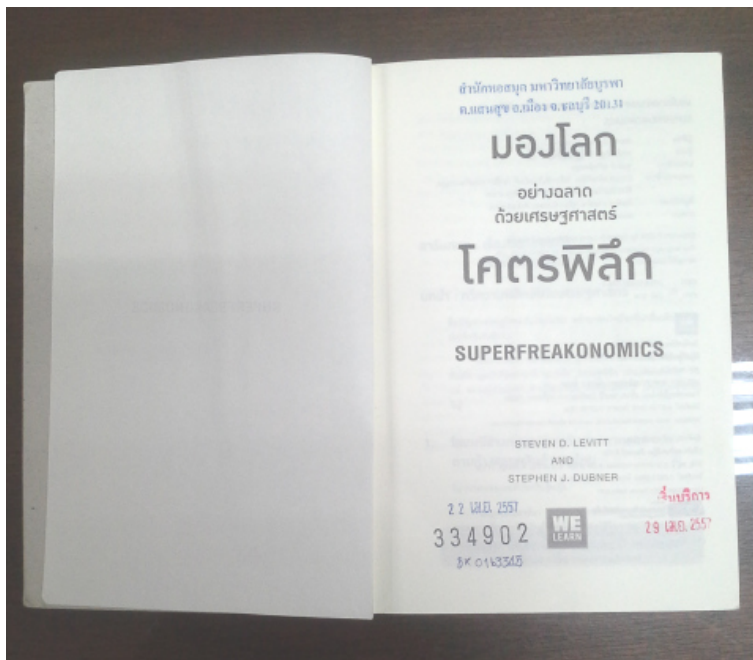 สำนักหอสมุด มหาวิทยาลัยบูรพา
ต.แสนสุข อ.เมือง จ.ชลบุรี 20131
มองโลก
อย่างฉลาด
ด้วยเศรษฐศาสตร์
โคตรพิลึก
SUPERFREAKONOMICS
STEVEN D. LEVITT
AND
STEPHEN J. DUBNER
22 เม.ย. 2557
334902
WE
LEARN
เริ่มบริการ
29 เม.ย. 2557